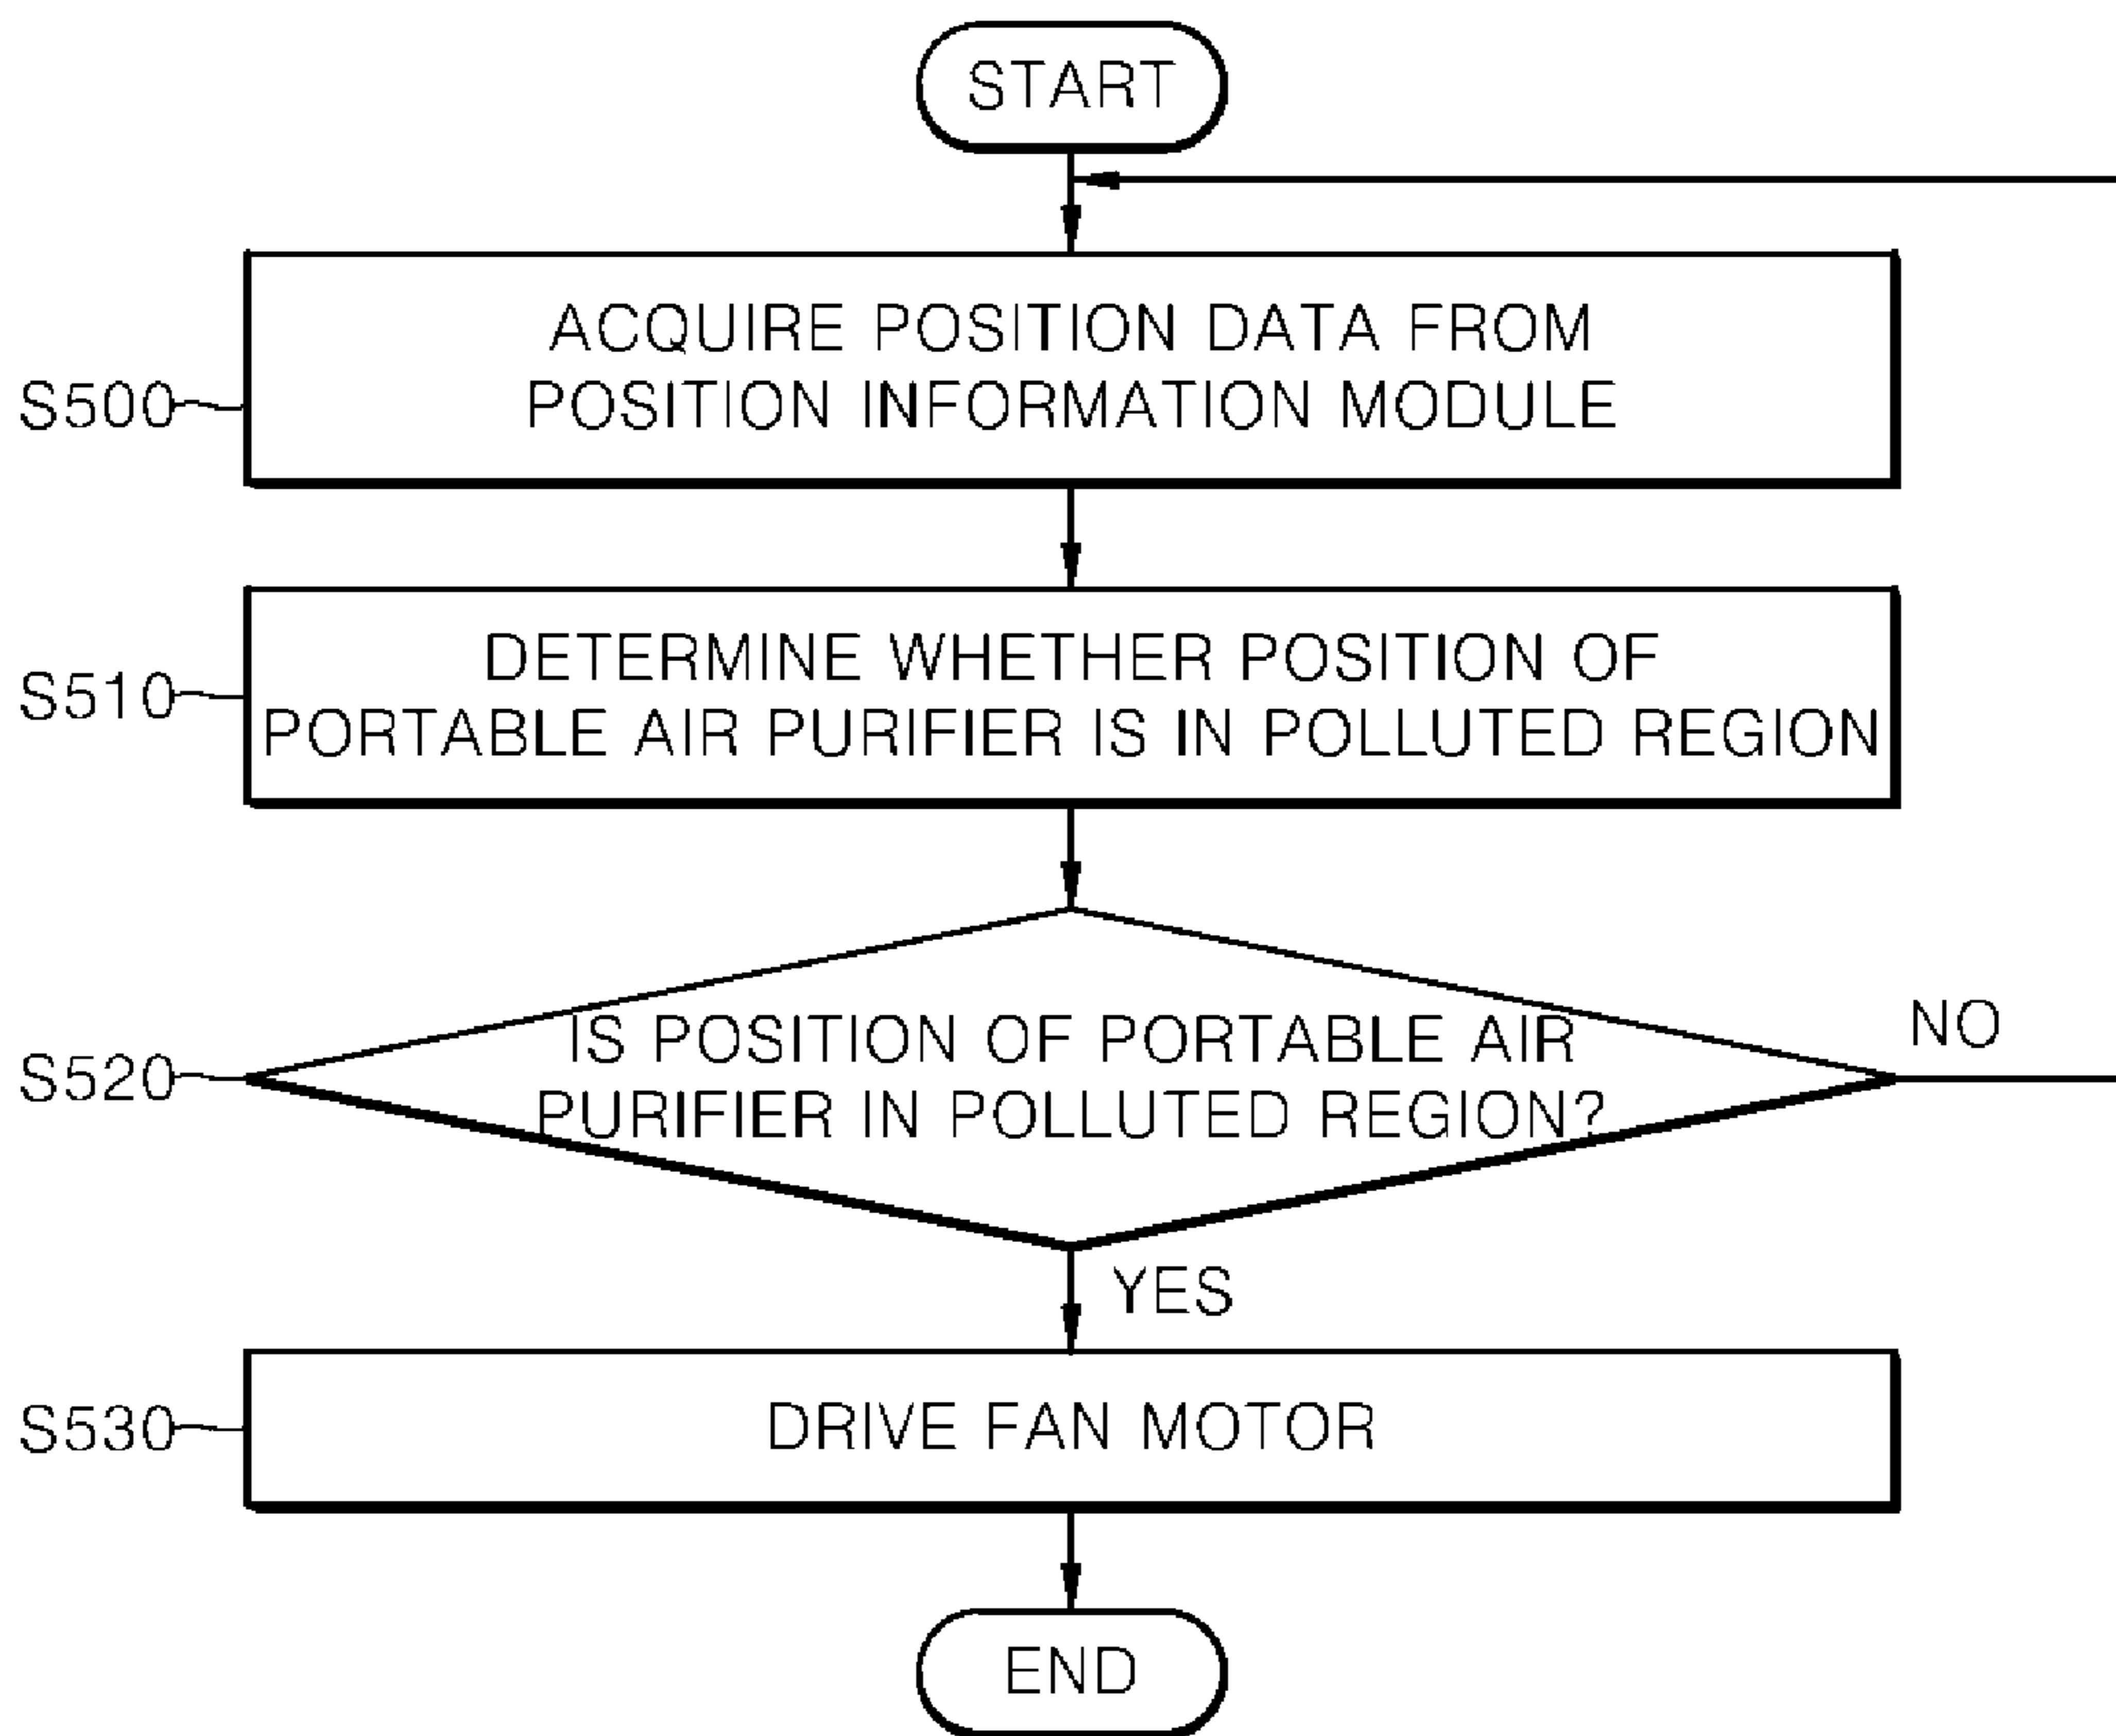 START
ACQUIRE POSITION DATA FROM
POSITION INFORMATION MODULE
S500
DETERMINE WHETHER POSITION OF
PORTABLE AIR PURIFIER IS IN POLLUTED REGION
S510
IS POSITION OF PORTABLE AIR
PURIFIER IN POLLUTED REGION?
S520
NO
YES
DRIVE FAN MOTOR
S530
END